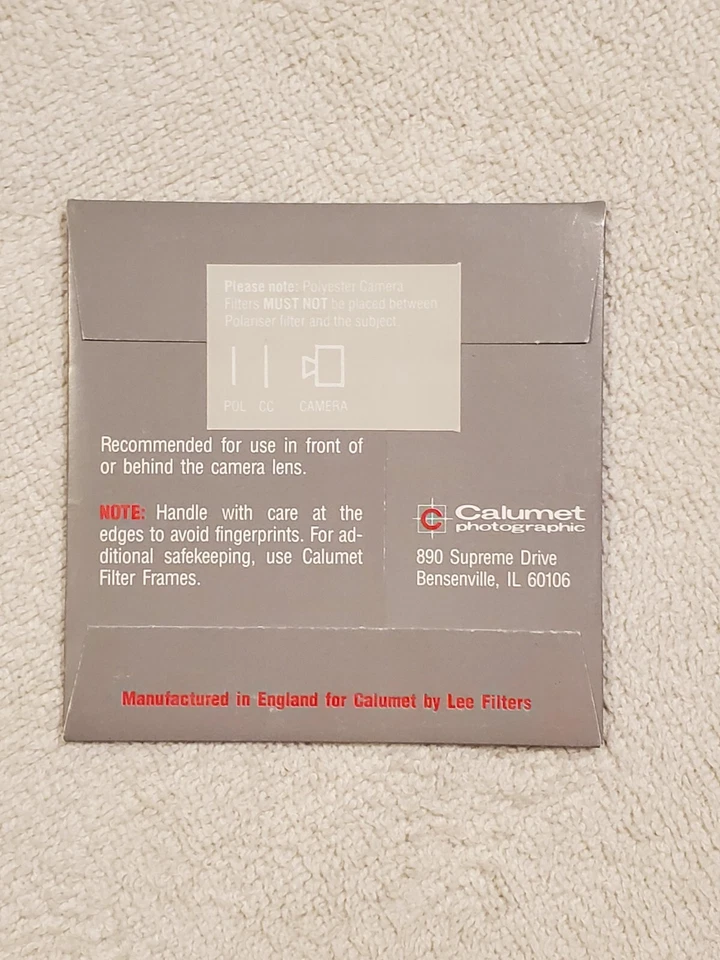 Please note: Polyester Camera
Filters MUST NOT be placed between
Polariser filter and the subject.
POL CC CAMERA
Recommended for use in front of
or behind the camera lens.
NOTE: Handle with care at the
edges to avoid fingerprints. For ad-
ditional safekeeping, use Calumet
Filter Frames.
C Calumet
photographic
890 Supreme Drive
Bensenville, IL 60106
Manufactured in England for Calumet by Lee Filters